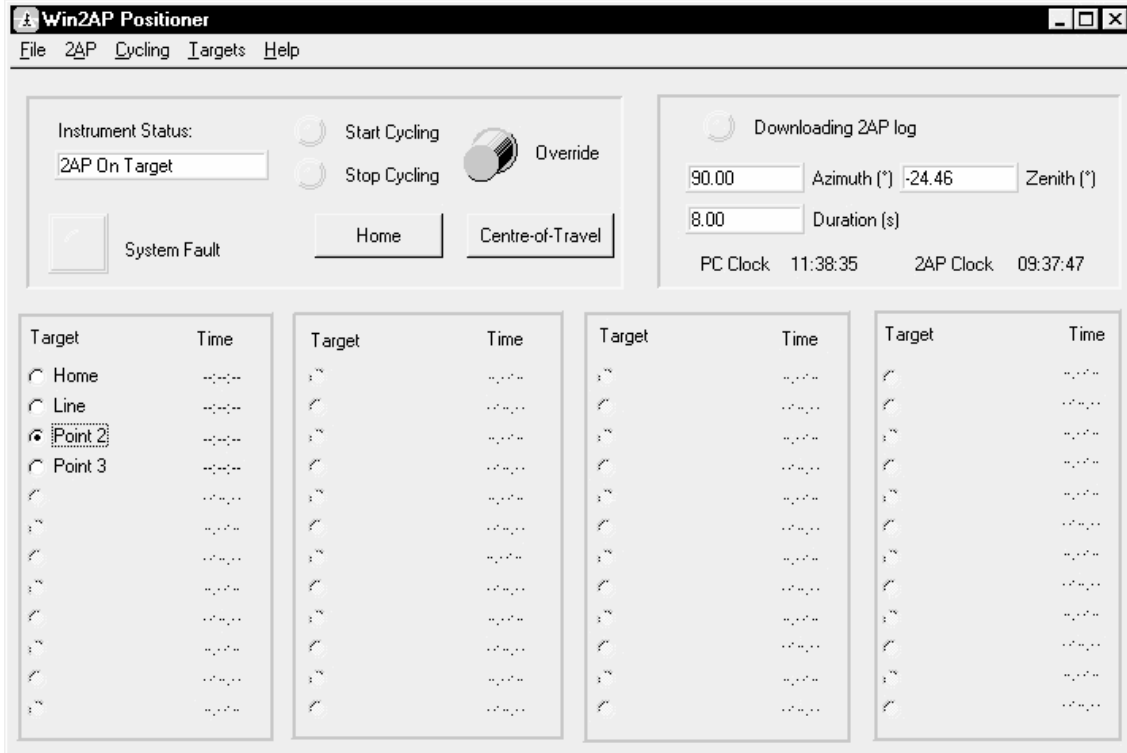 Win2AP Positioner
File 2AP Cycling Targets Help
Instrument Status:
2AP On Target
Start Cycling
Stop Cycling
Override
System Fault
Home
Centre-of-Travel
Downloading 2AP log
90.00 Azimuth (°) -24.46 Zenith (°)
8.00 Duration (s)
PC Clock 11:38:35 2AP Clock 09:37:47
Target Time
Home --:--:--
Line --:--:--
Point 2 --:--:--
Point 3 --:--:--
Target Time
Target Time
Target Time